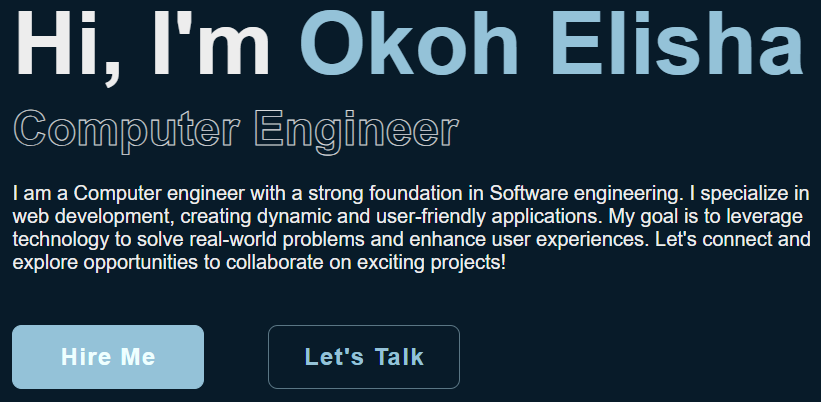 Hi, I'm Okoh Elisha
Computer Engineer
I am a Computer engineer with a strong foundation in Software engineering. I specialize in
web development, creating dynamic and user-friendly applications. My goal is to leverage
technology to solve real-world problems and enhance user experiences. Let's connect and
explore opportunities to collaborate on exciting projects!
Hire Me
Let's Talk